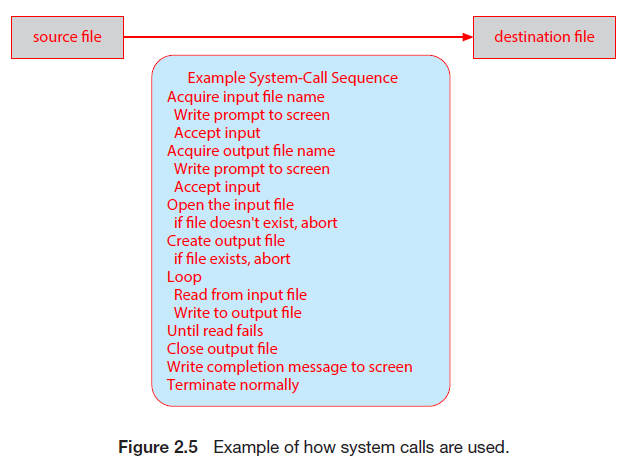 source file
destination file
Example System-Call Sequence
Acquire input file name
Write prompt to screen
Accept input
Acquire output file name
Write prompt to screen
Accept input
Open the input file
if file doesn't exist, abort
Create output file
if file exists, abort
Loop
Read from input file
Write to output file
Until read fails
Close output file
Write completion message to screen
Terminate normally
Figure 2.5 Example of how system calls are used.